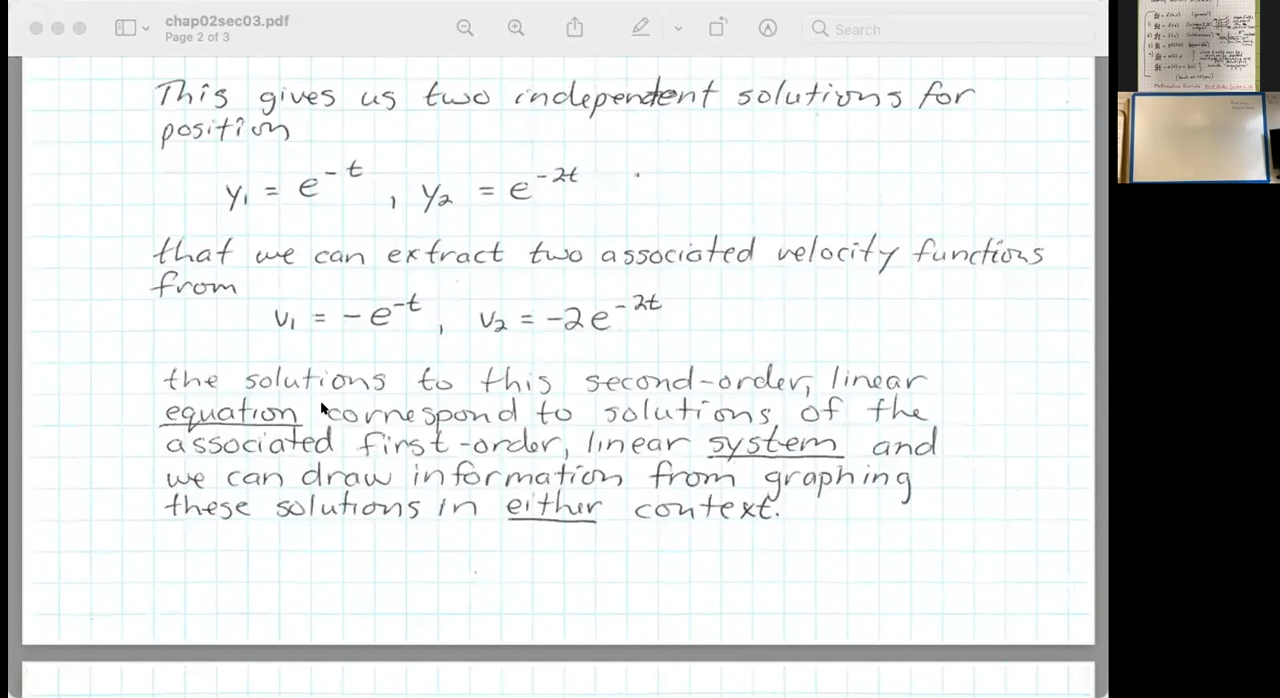 chap02sec03.pdf
Page 2 of 3
Search
This gives us two independent solutions for
position
y₁ = e^{-t} , y₂ = e^{-2t}
that we can extract two associated velocity functions
from
v₁ = -e^{-t} , v₂ = -2e^{-2t}
the solutions to this second-order, linear
equation correspond to solutions of the
associated first-order, linear system and
we can draw information from graphing
these solutions in either context.